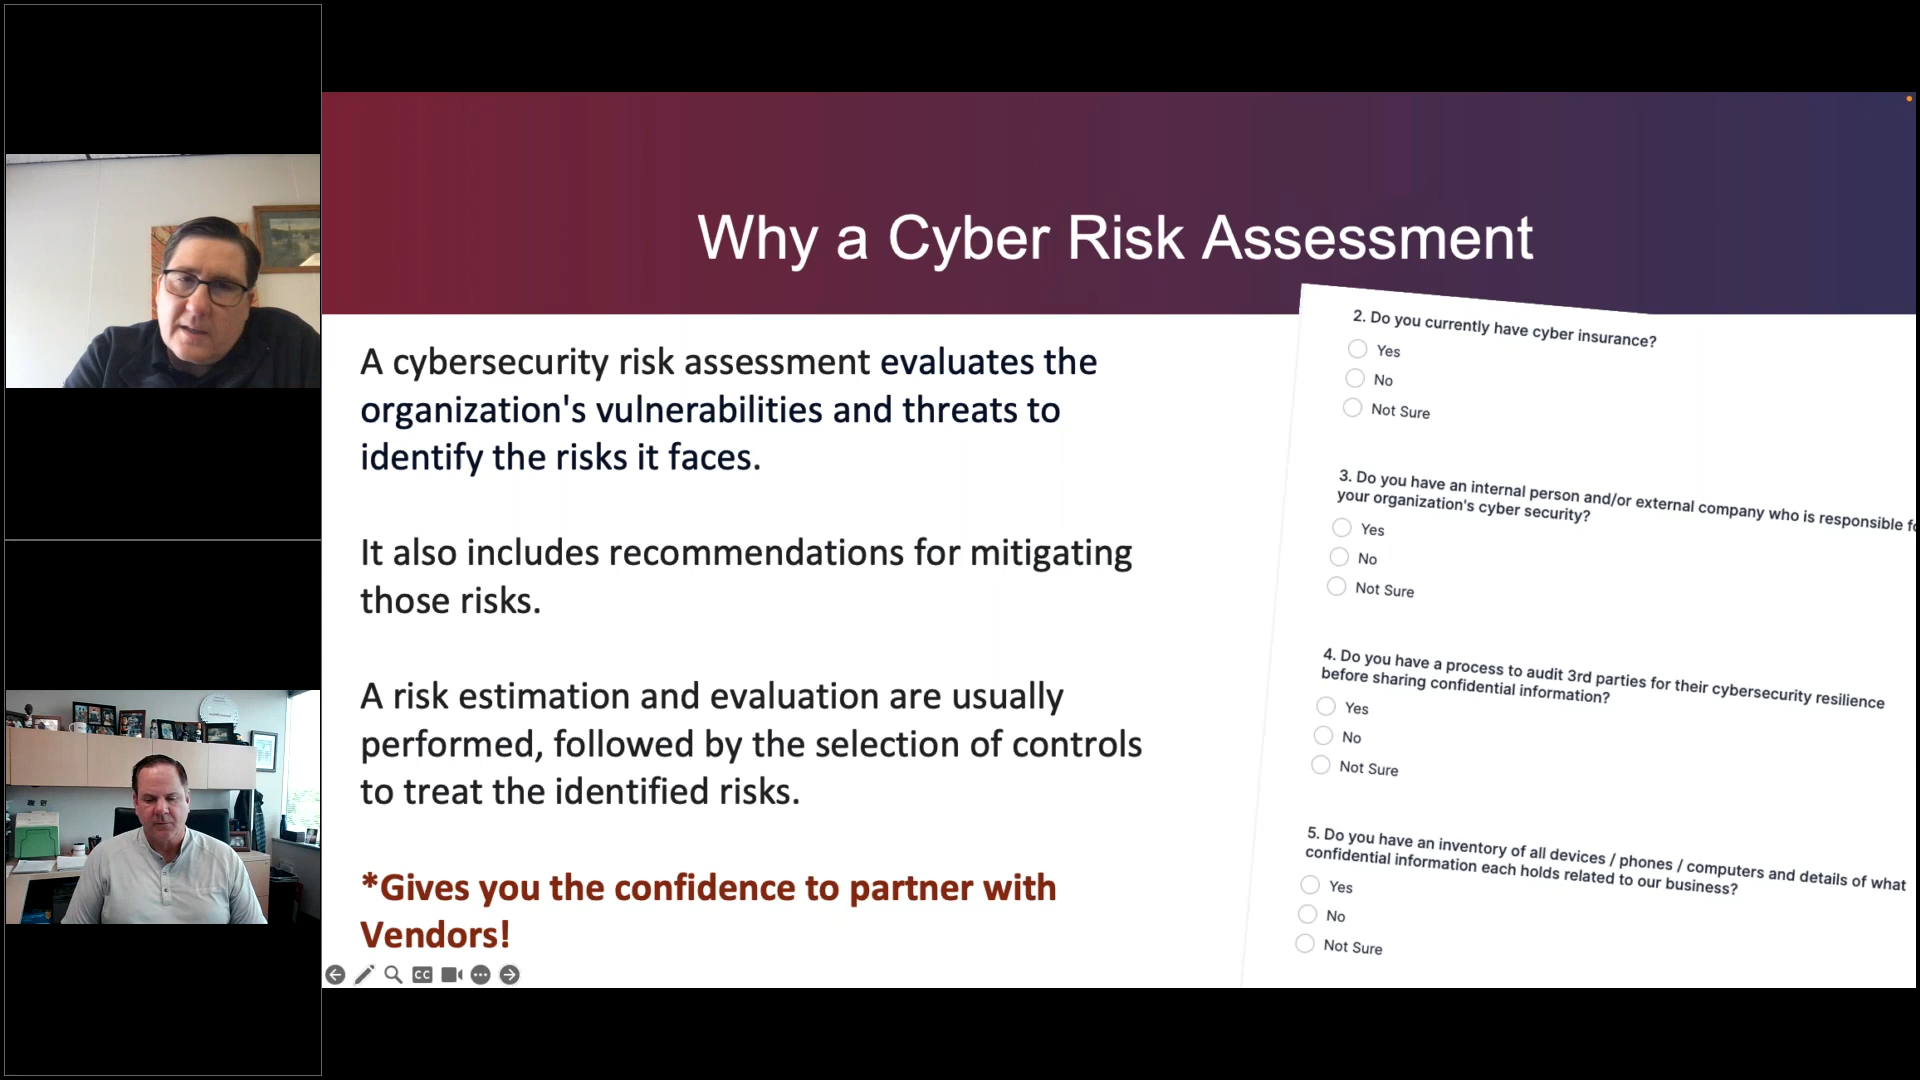 Why a Cyber Risk Assessment
A cybersecurity risk assessment evaluates the
organization's vulnerabilities and threats to
identify the risks it faces.
It also includes recommendations for mitigating
those risks.
A risk estimation and evaluation are usually
performed, followed by the selection of controls
to treat the identified risks.
*Gives you the confidence to partner with
Vendors!
CC
2. Do you currently have cyber insurance?
Yes
No
Not Sure
3. Do you have an internal person and/or external company who is responsible
your organization's cyber security?
Yes
No
Not Sure
4. Do you have a process to audit 3rd parties for their cybersecurity resilience
before sharing confidential information?
Yes
No
Not Sure
5. Do you have an inventory of all devices / phones / computers and details of what
confidential information each holds related to our business?
Yes
No
Not Sure